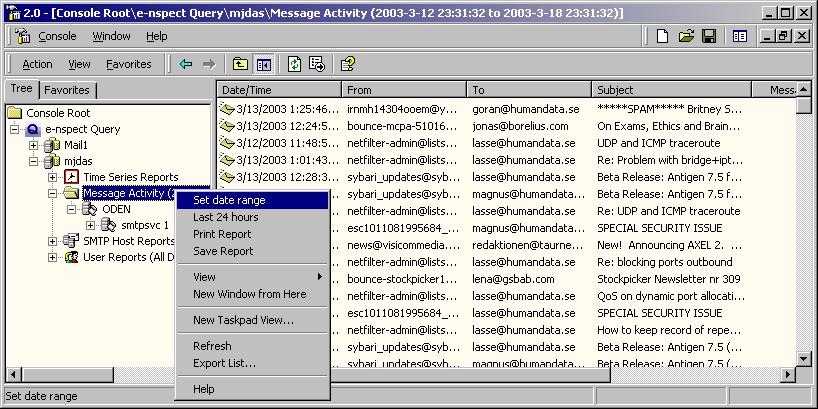 2.0 - [Console Root\e-nspect Query\mjdas\Message Activity (2003-3-12 23:31:32 to 2003-3-18 23:31:32)]
Console Window Help
Action View Favorites
Tree Favorites
Console Root
e-nspect Query
Mail1
mjdas
Time Series Reports
Message Activity (2
ODEN
smtpsvc 1
SMTP Host Reports
User Reports (All D
Date/Time From To Subject Messa
3/13/2003 1:25:46... irnmh14304ooem@y... goran@humandata.se *****SPAM***** Britney S...
3/13/2003 12:24:5... bounce-mcpa-51016... jonas@borelius.com On Exams, Ethics and Brain...
3/12/2003 11:48:5... netfilter-admin@lists... lasse@humandata.se UDP and ICMP traceroute
3/13/2003 1:01:43... netfilter-admin@lists... lasse@humandata.se Re: Problem with bridge+ipt...
3/13/2003 12:28:3... sybari_updates@syb... magnus@humandata... Beta Release: Antigen 7.5 f...
sybari_updates@syb... lasse@humandata.se Beta Release: Antigen 7.5 f...
netfilter-admin@lists... lasse@humandata.se Re: UDP and ICMP traceroute
esc1011081995684_... magnus@humandata... SPECIAL SECURITY ISSUE
news@visicommedia... redaktionen@taurne... New! Announcing AXEL 2. ...
netfilter-admin@lists... lasse@humandata.se Re: blocking ports outbound
bounce-stockpicker1... lena@gsbab.com Stockpicker Newsletter nr 309
netfilter-admin@lists... lasse@humandata.se QoS on dynamic port allocati...
esc1011081995684_... lasse@humandata.se SPECIAL SECURITY ISSUE
netfilter-admin@lists... lasse@humandata.se How to keep record of repe...
sybari_updates@syb... lasse@humandata.se Beta Release: Antigen 7.5 (...
sybari_updates@syb... magnus@humandata... Beta Release: Antigen 7.5 (...
Set date range
Last 24 hours
Print Report
Save Report
View
New Window from Here
New Taskpad View...
Refresh
Export List...
Help
Set date range